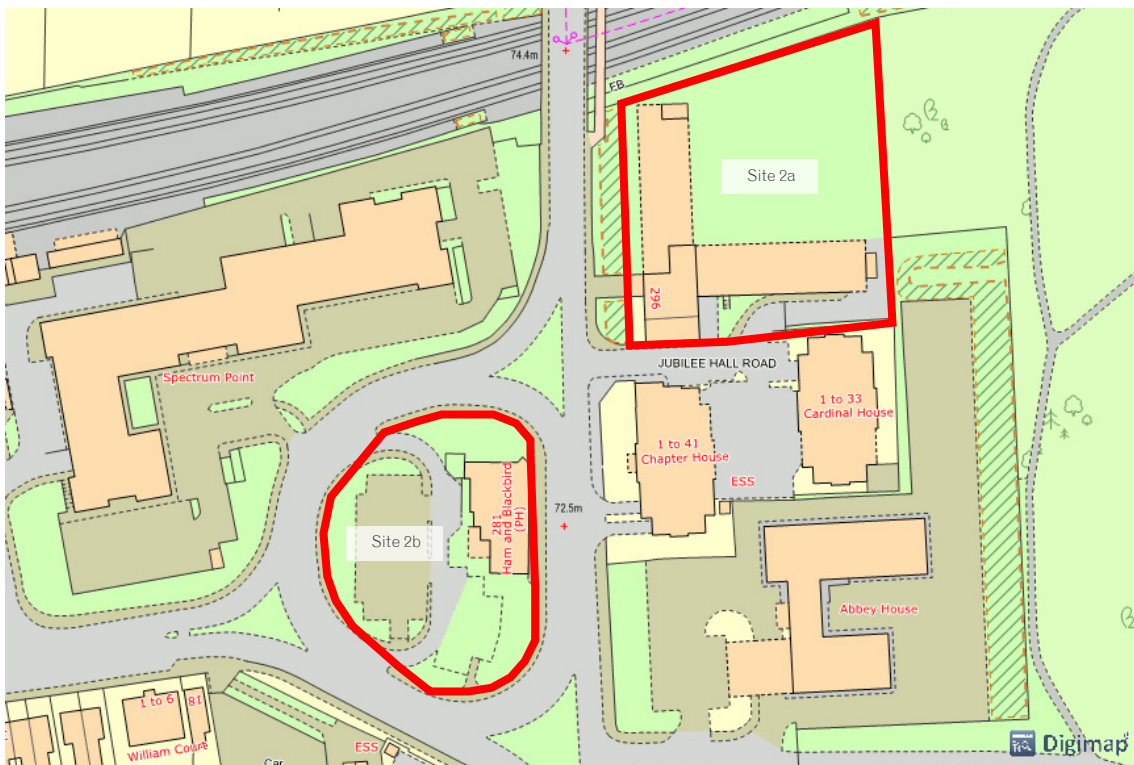 74.4m
F.B.
Site 2a
296
JUBILEE HALL ROAD
Spectrum Point
1 to 33
Cardinal House
1 to 41
Chapter House
ESS
281
Ham and Blackbird
(PH)
72.5m
Site 2b
Abbey House
1 to 6
18
William Court
ESS
Car
Digimap